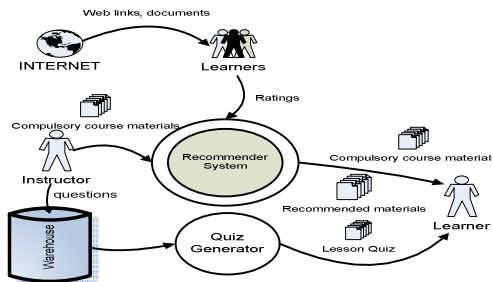 Web links, documents
INTERNET
Learners
Ratings
Compulsory course materials
Compulsory course material
Recommender
System
Instructor
questions
Recommended materials
Learner
Warehouse
Quiz
Generator
Lesson Quiz